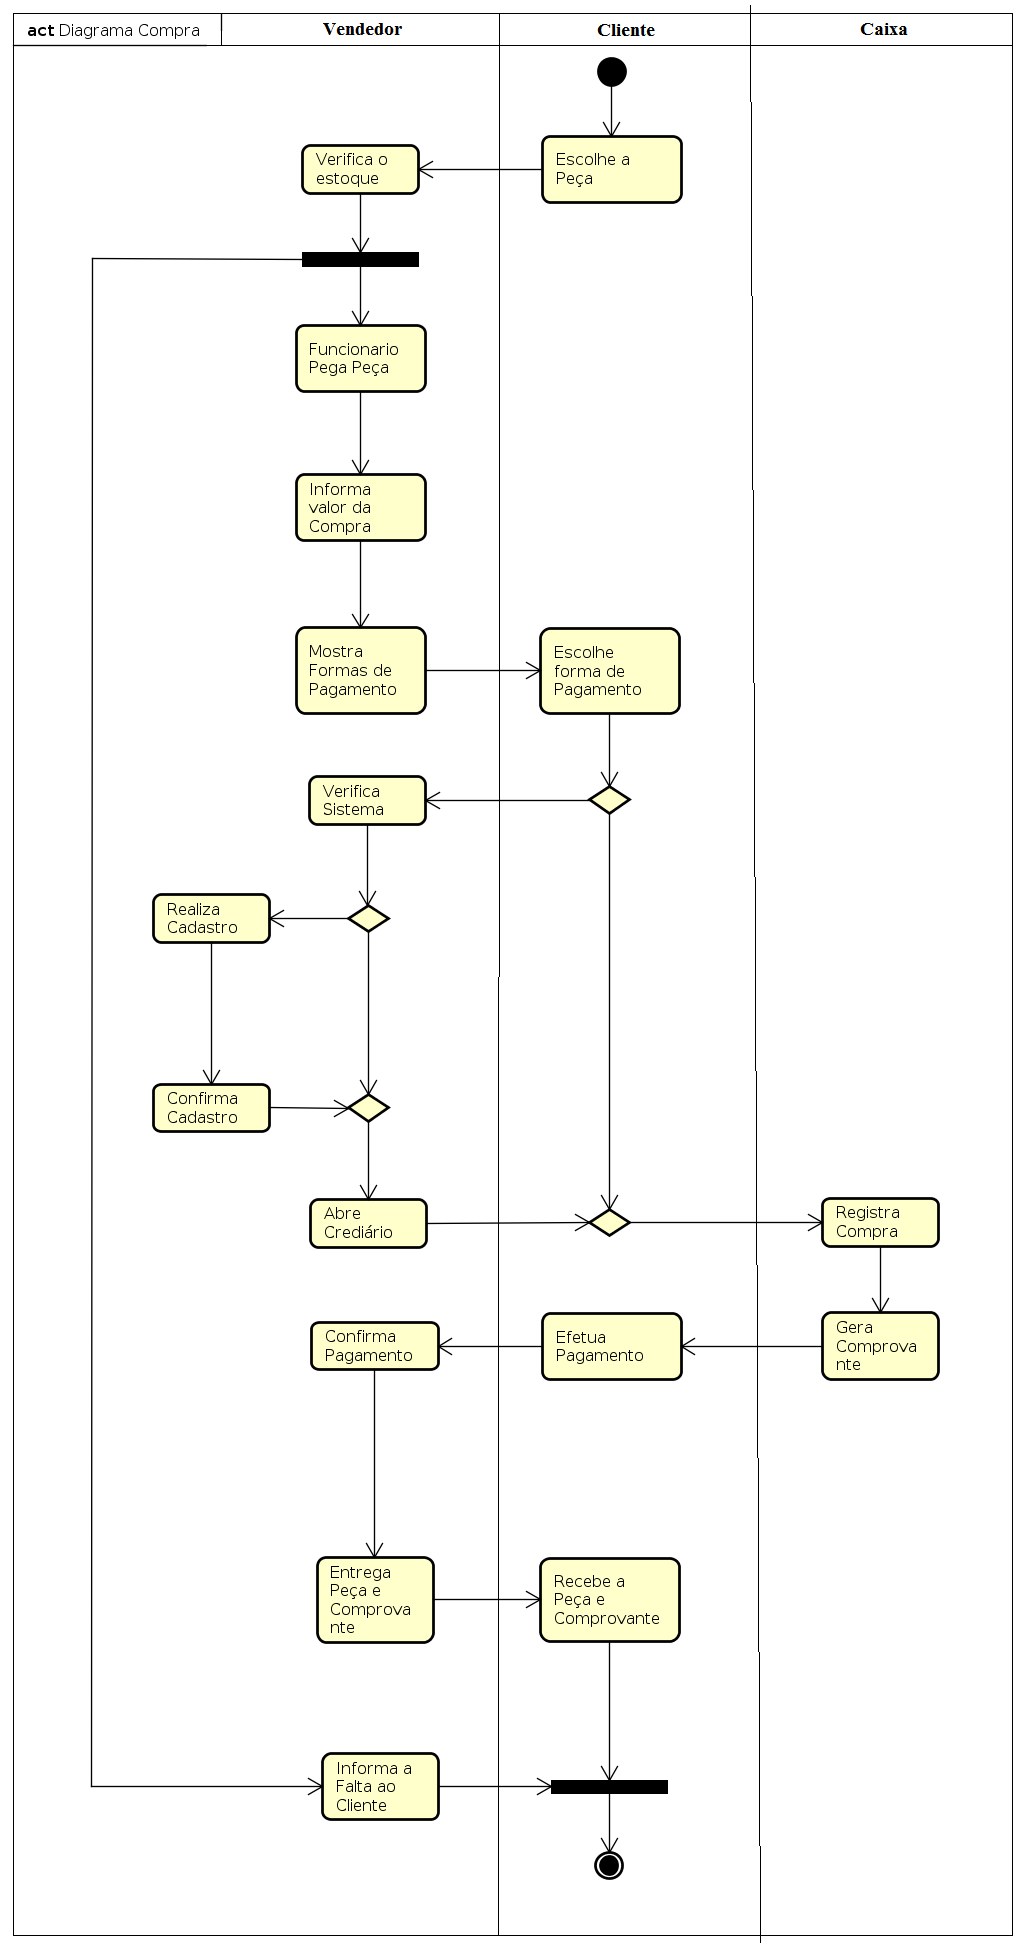 act Diagrama Compra
Vendedor
Cliente
Caixa
Escolhe a
Peça
Verifica o
estoque
Funcionario
Pega Peça
Informa
valor da
Compra
Mostra
Formas de
Pagamento
Escolhe
forma de
Pagamento
Verifica
Sistema
Realiza
Cadastro
Confirma
Cadastro
Abre
Crediário
Registra
Compra
Gera
Comprova
nte
Efetua
Pagamento
Confirma
Pagamento
Entrega
Peça e
Comprova
nte
Recebe a
Peça e
Comprovante
Informa a
Falta ao
Cliente